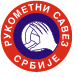 РУКОМЕТНИ САВЕЗ
СРБИЈЕ